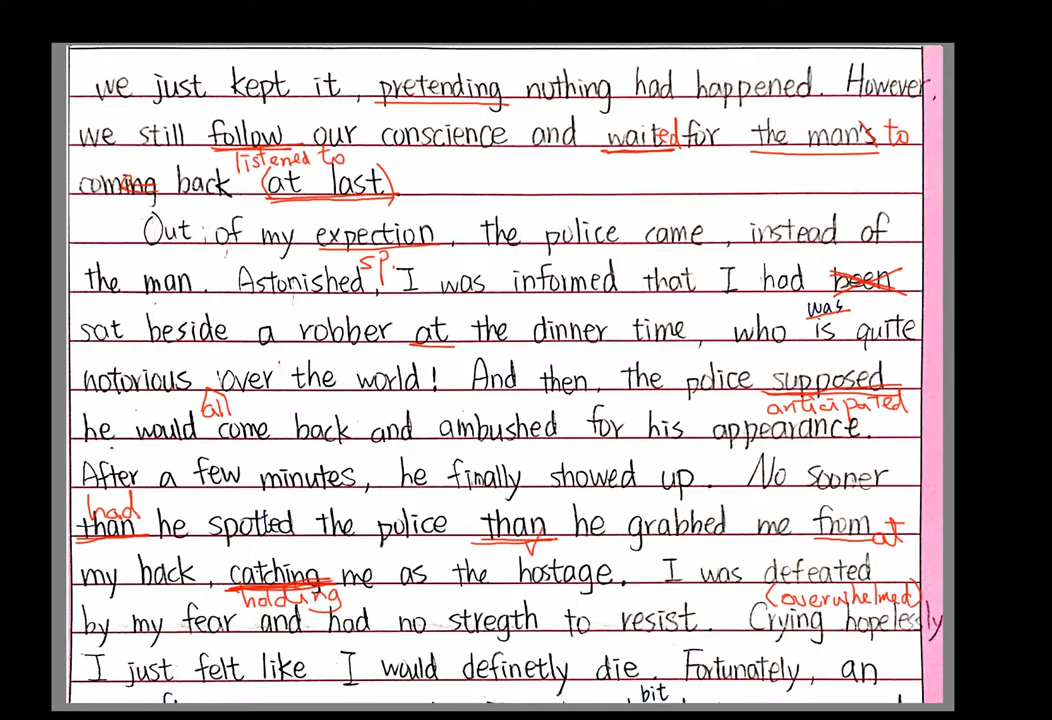 we just kept it, pretending nothing had happened. However,
we still follow our conscience and waited for the man's to
listened to
coming back (at last)
Out of my expection, the police came, instead of
sp.
the man. Astonished, I was informed that I had been
was
sat beside a robber at the dinner time, who is quite
notorious over the world! And then, the police supposed
all
anticipated
he would come back and ambushed for his appearance.
After a few minutes, he finally showed up. No sooner
had
than he spotted the police than he grabbed me from at
my back, catching me as the hostage. I was defeated
holding
(overwhelmed)
by my fear and had no stregth to resist. Crying hopelessly
I just felt like I would definetly die. Fortunately, an
bit